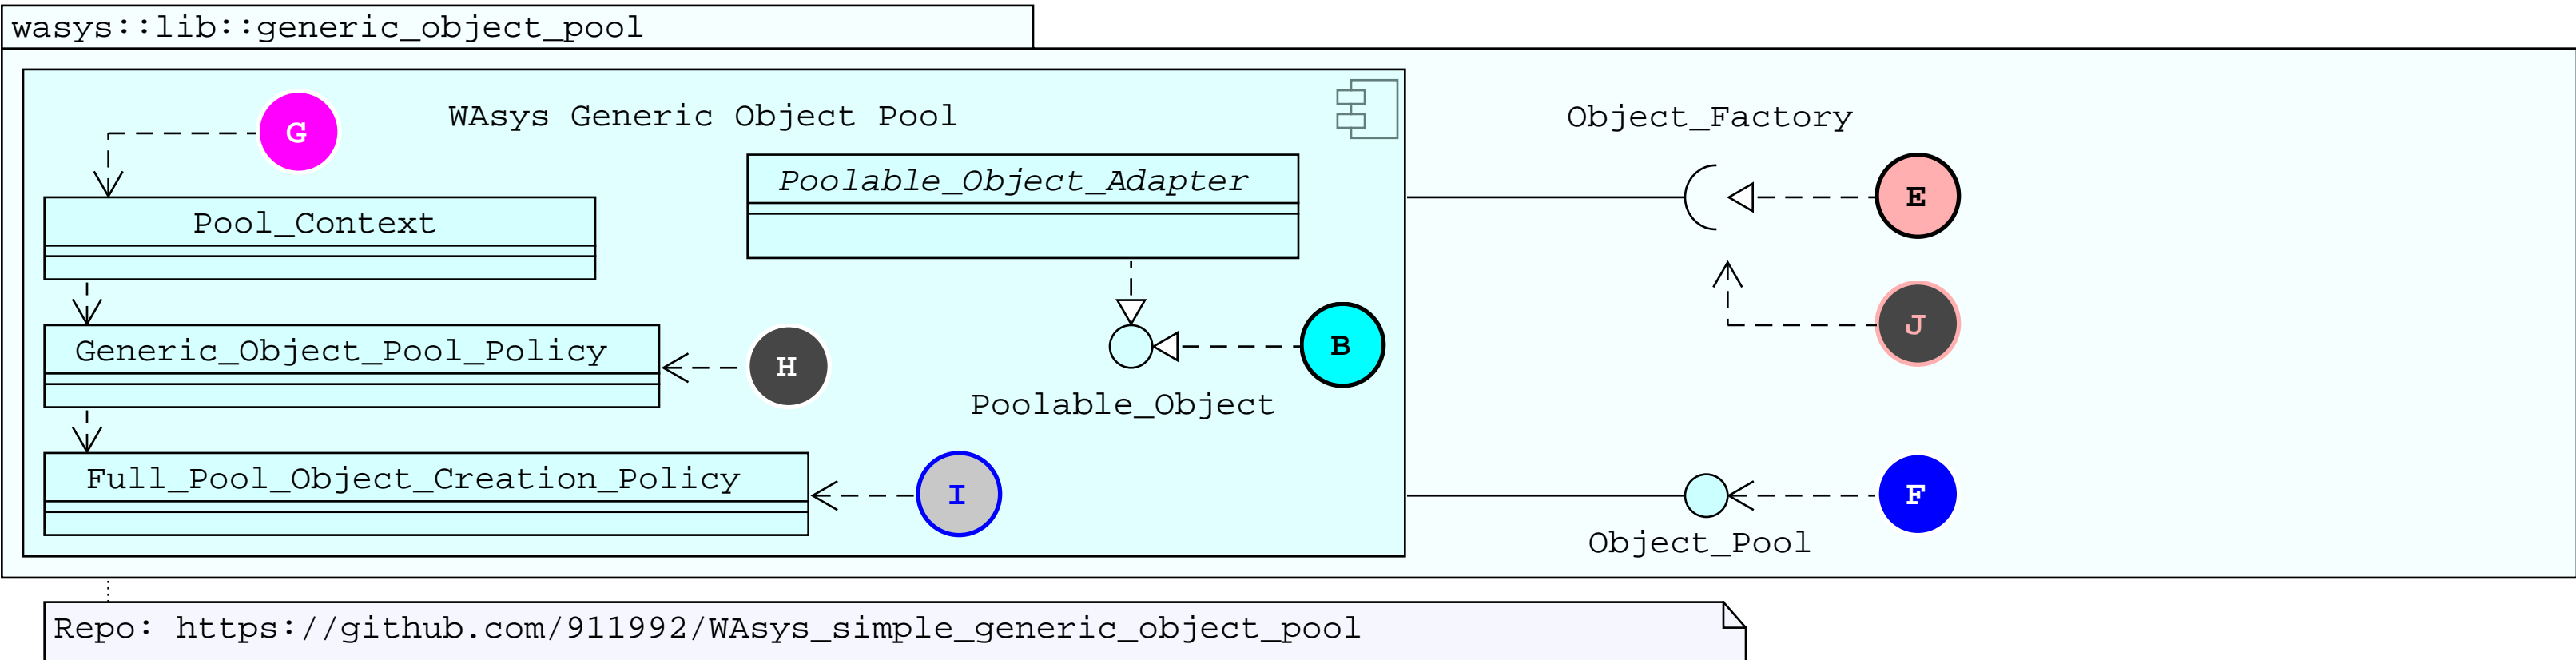 wasys::lib::generic_object_pool
G
WAsys Generic Object Pool
Object_Factory
Poolable_Object_Adapter
E
Pool_Context
J
Generic_Object_Pool_Policy
H
B
Poolable_Object
Full_Pool_Object_Creation_Policy
I
F
Object_Pool
Repo: https://github.com/911992/WAsys_simple_generic_object_pool